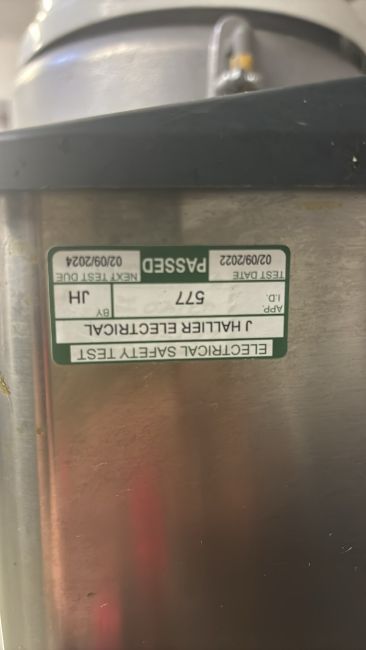 ELECTRICAL SAFETY TEST
J HALLIER ELECTRICAL
APP. I.D. 577 BY JH
TEST DATE 02/09/2022 PASSED NEXT TEST DUE 02/09/2024